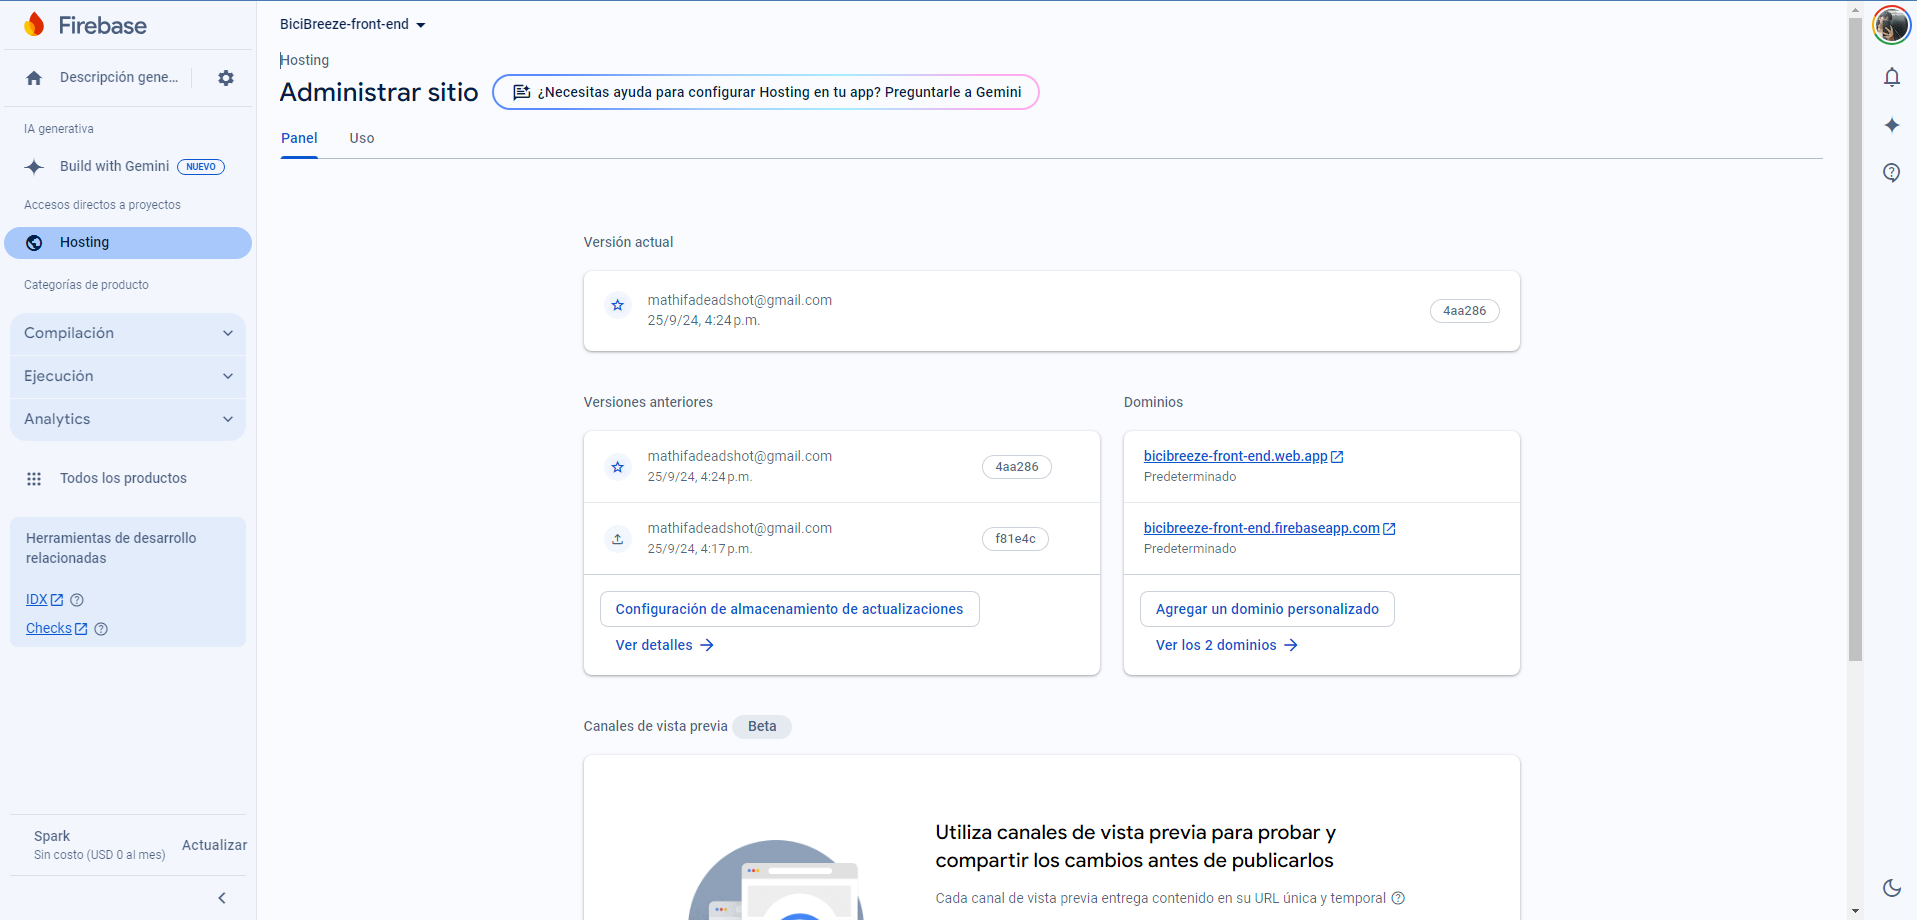 Firebase
Descripción gene...
IA generativa
Build with Gemini NUEVO
Accesos directos a proyectos
Hosting
Categorías de producto
Compilación
Ejecución
Analytics
Todos los productos
Herramientas de desarrollo
relacionadas
IDX
Checks
Spark
Sin costo (USD 0 al mes)
Actualizar
BiciBreeze-front-end
Hosting
Administrar sitio
¿Necesitas ayuda para configurar Hosting en tu app? Preguntarle a Gemini
Panel Uso
Versión actual
mathifadeadshot@gmail.com
25/9/24, 4:24 p.m.
4aa286
Versiones anteriores
mathifadeadshot@gmail.com
25/9/24, 4:24 p.m.
4aa286
mathifadeadshot@gmail.com
25/9/24, 4:17 p.m.
f81e4c
Configuración de almacenamiento de actualizaciones
Ver detalles
Dominios
bicibreeze-front-end.web.app
Predeterminado
bicibreeze-front-end.firebaseapp.com
Predeterminado
Agregar un dominio personalizado
Ver los 2 dominios
Canales de vista previa Beta
Utiliza canales de vista previa para probar y
compartir los cambios antes de publicarlos
Cada canal de vista previa entrega contenido en su URL única y temporal